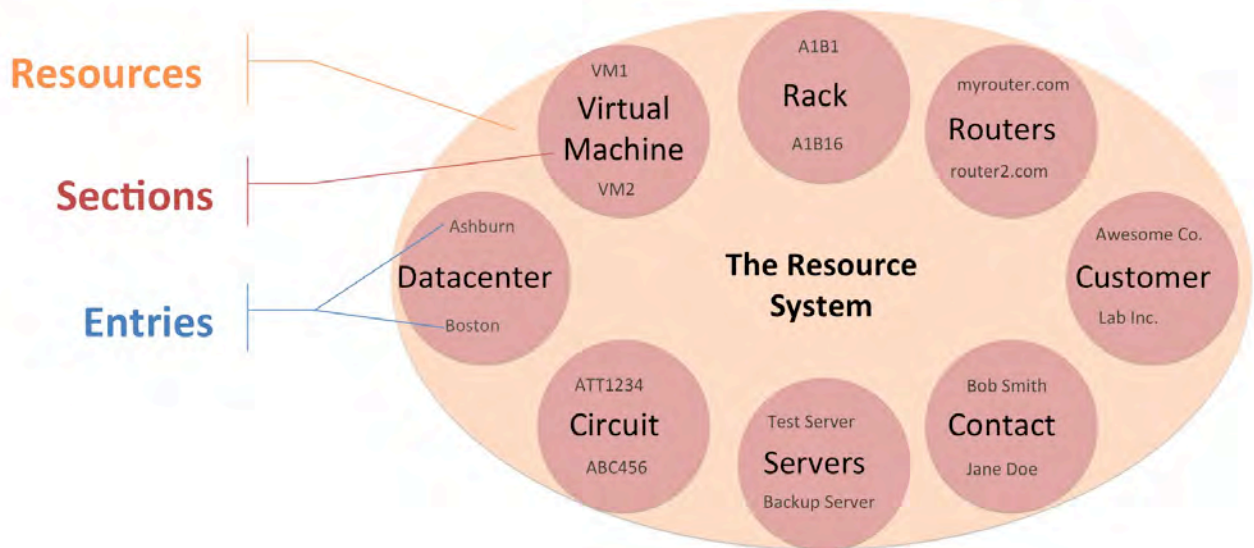 Resources
Sections
Entries
VM1
Virtual
Machine
VM2
A1B1
Rack
A1B16
myrouter.com
Routers
router2.com
Ashburn
Datacenter
Boston
The Resource
System
Awesome Co.
Customer
Lab Inc.
ATT1234
Circuit
ABC456
Test Server
Servers
Backup Server
Bob Smith
Contact
Jane Doe